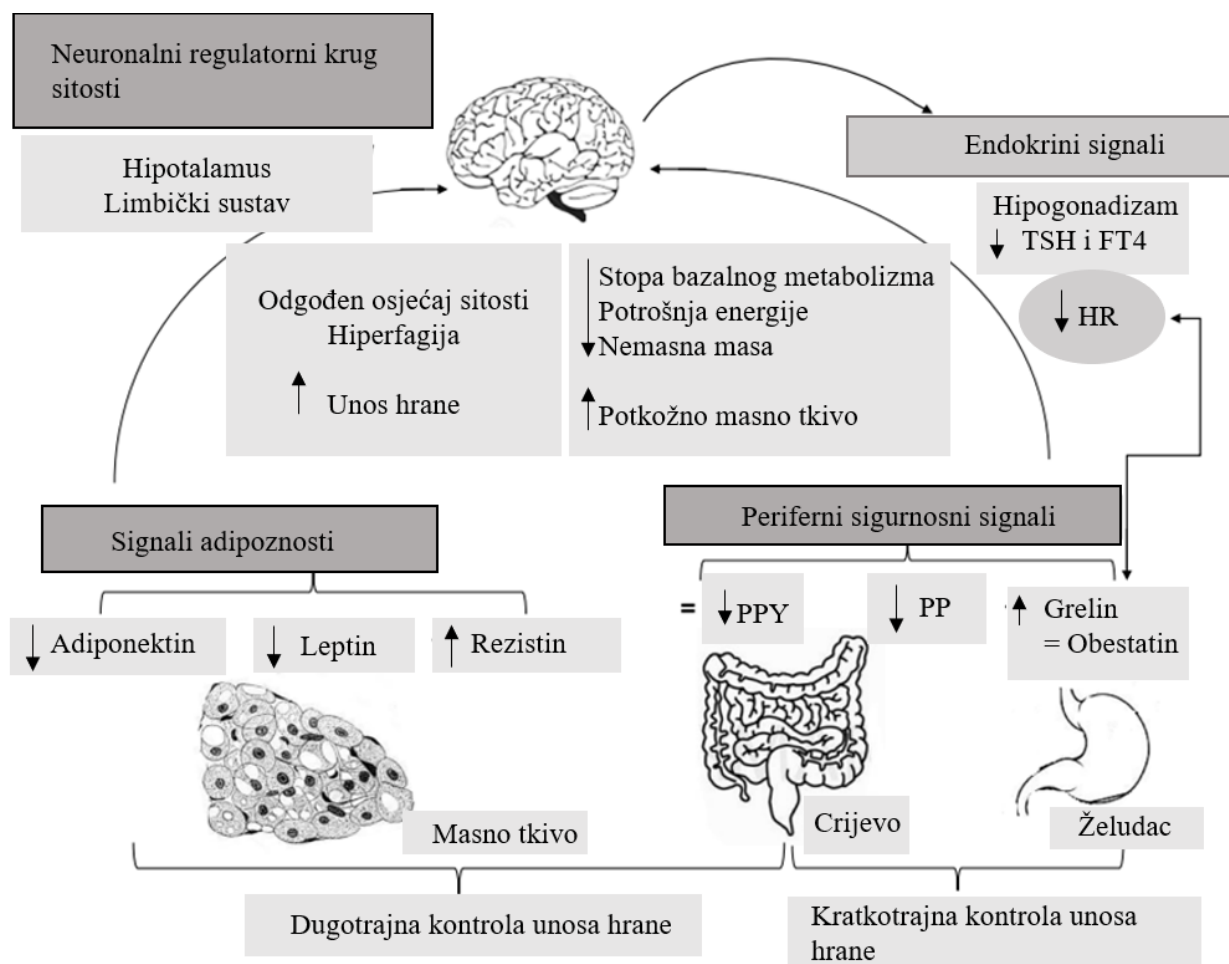 Neuronalni regulatorni krug
sitosti
Hipotalamus
Limbički sustav
Endokrini signali
Hipogonadizam
↓ TSH i FT4
↓ HR
Odgođen osjećaj sitosti
Hiperfagija
↑ Unos hrane
↓ Stopa bazalnog metabolizma
Potrošnja energije
Nemasna masa
↑ Potkožno masno tkivo
Signali adipoznosti
↓ Adiponektin
↓ Leptin
↑ Rezistin
Masno tkivo
Periferni sigurnosni signali
= ↓ PPY
↓ PP
↑ Grelin
= Obestatin
Crijevo
Želudac
Dugotrajna kontrola unosa hrane
Kratkotrajna kontrola unosa
hrane